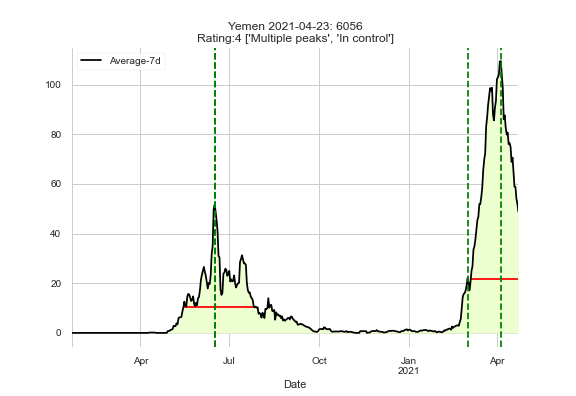 Yemen 2021-04-23: 6056
Rating:4 ['Multiple peaks', 'In control']
Average-7d
100
80
60
40
20
0
Apr
Jul
Oct
Jan
2021
Apr
Date